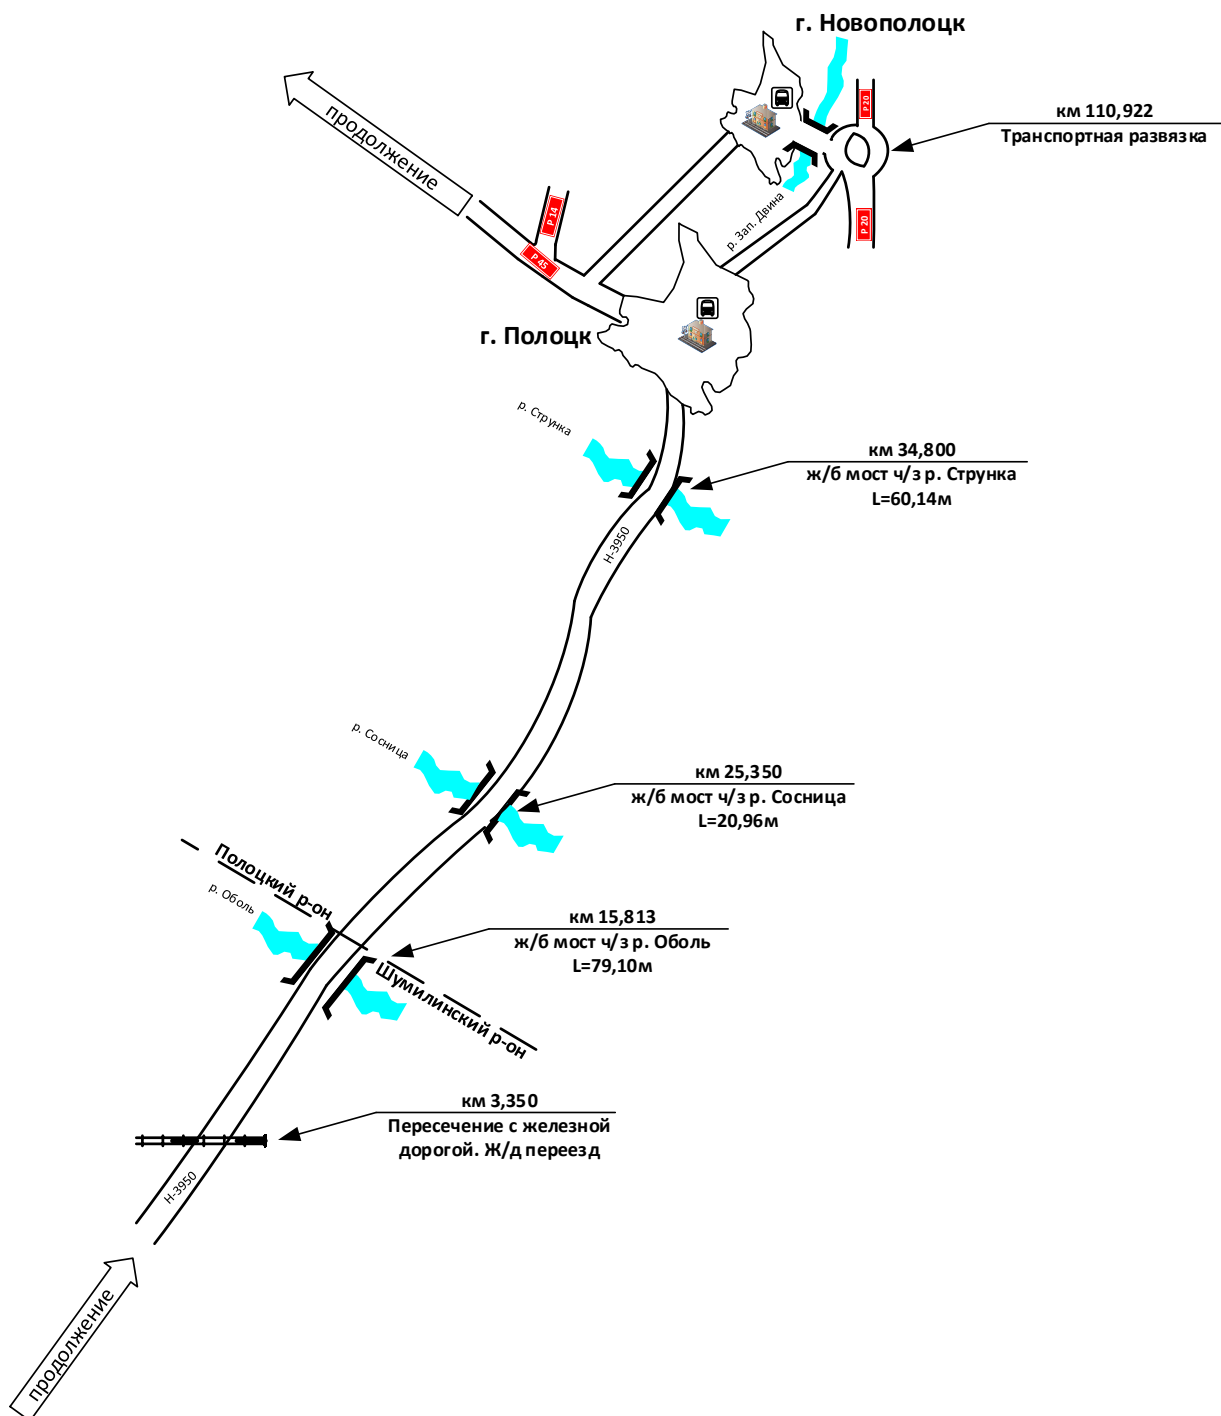 г. Новополоцк
продолжение
Р 20
км 110,922
Транспортная развязка
Р 14
Р 45
р. Зап. Двина
Р 20
г. Полоцк
р. Струнка
км 34,800
ж/б мост ч/з р. Струнка
L=60,14м
Н-3950
р. Сосница
км 25,350
ж/б мост ч/з р. Сосница
L=20,96м
Полоцкий р-он
р. Оболь
км 15,813
ж/б мост ч/з р. Оболь
L=79,10м
Шумилинский р-он
км 3,350
Пересечение с железной
дорогой. Ж/д переезд
Н-3950
продолжение